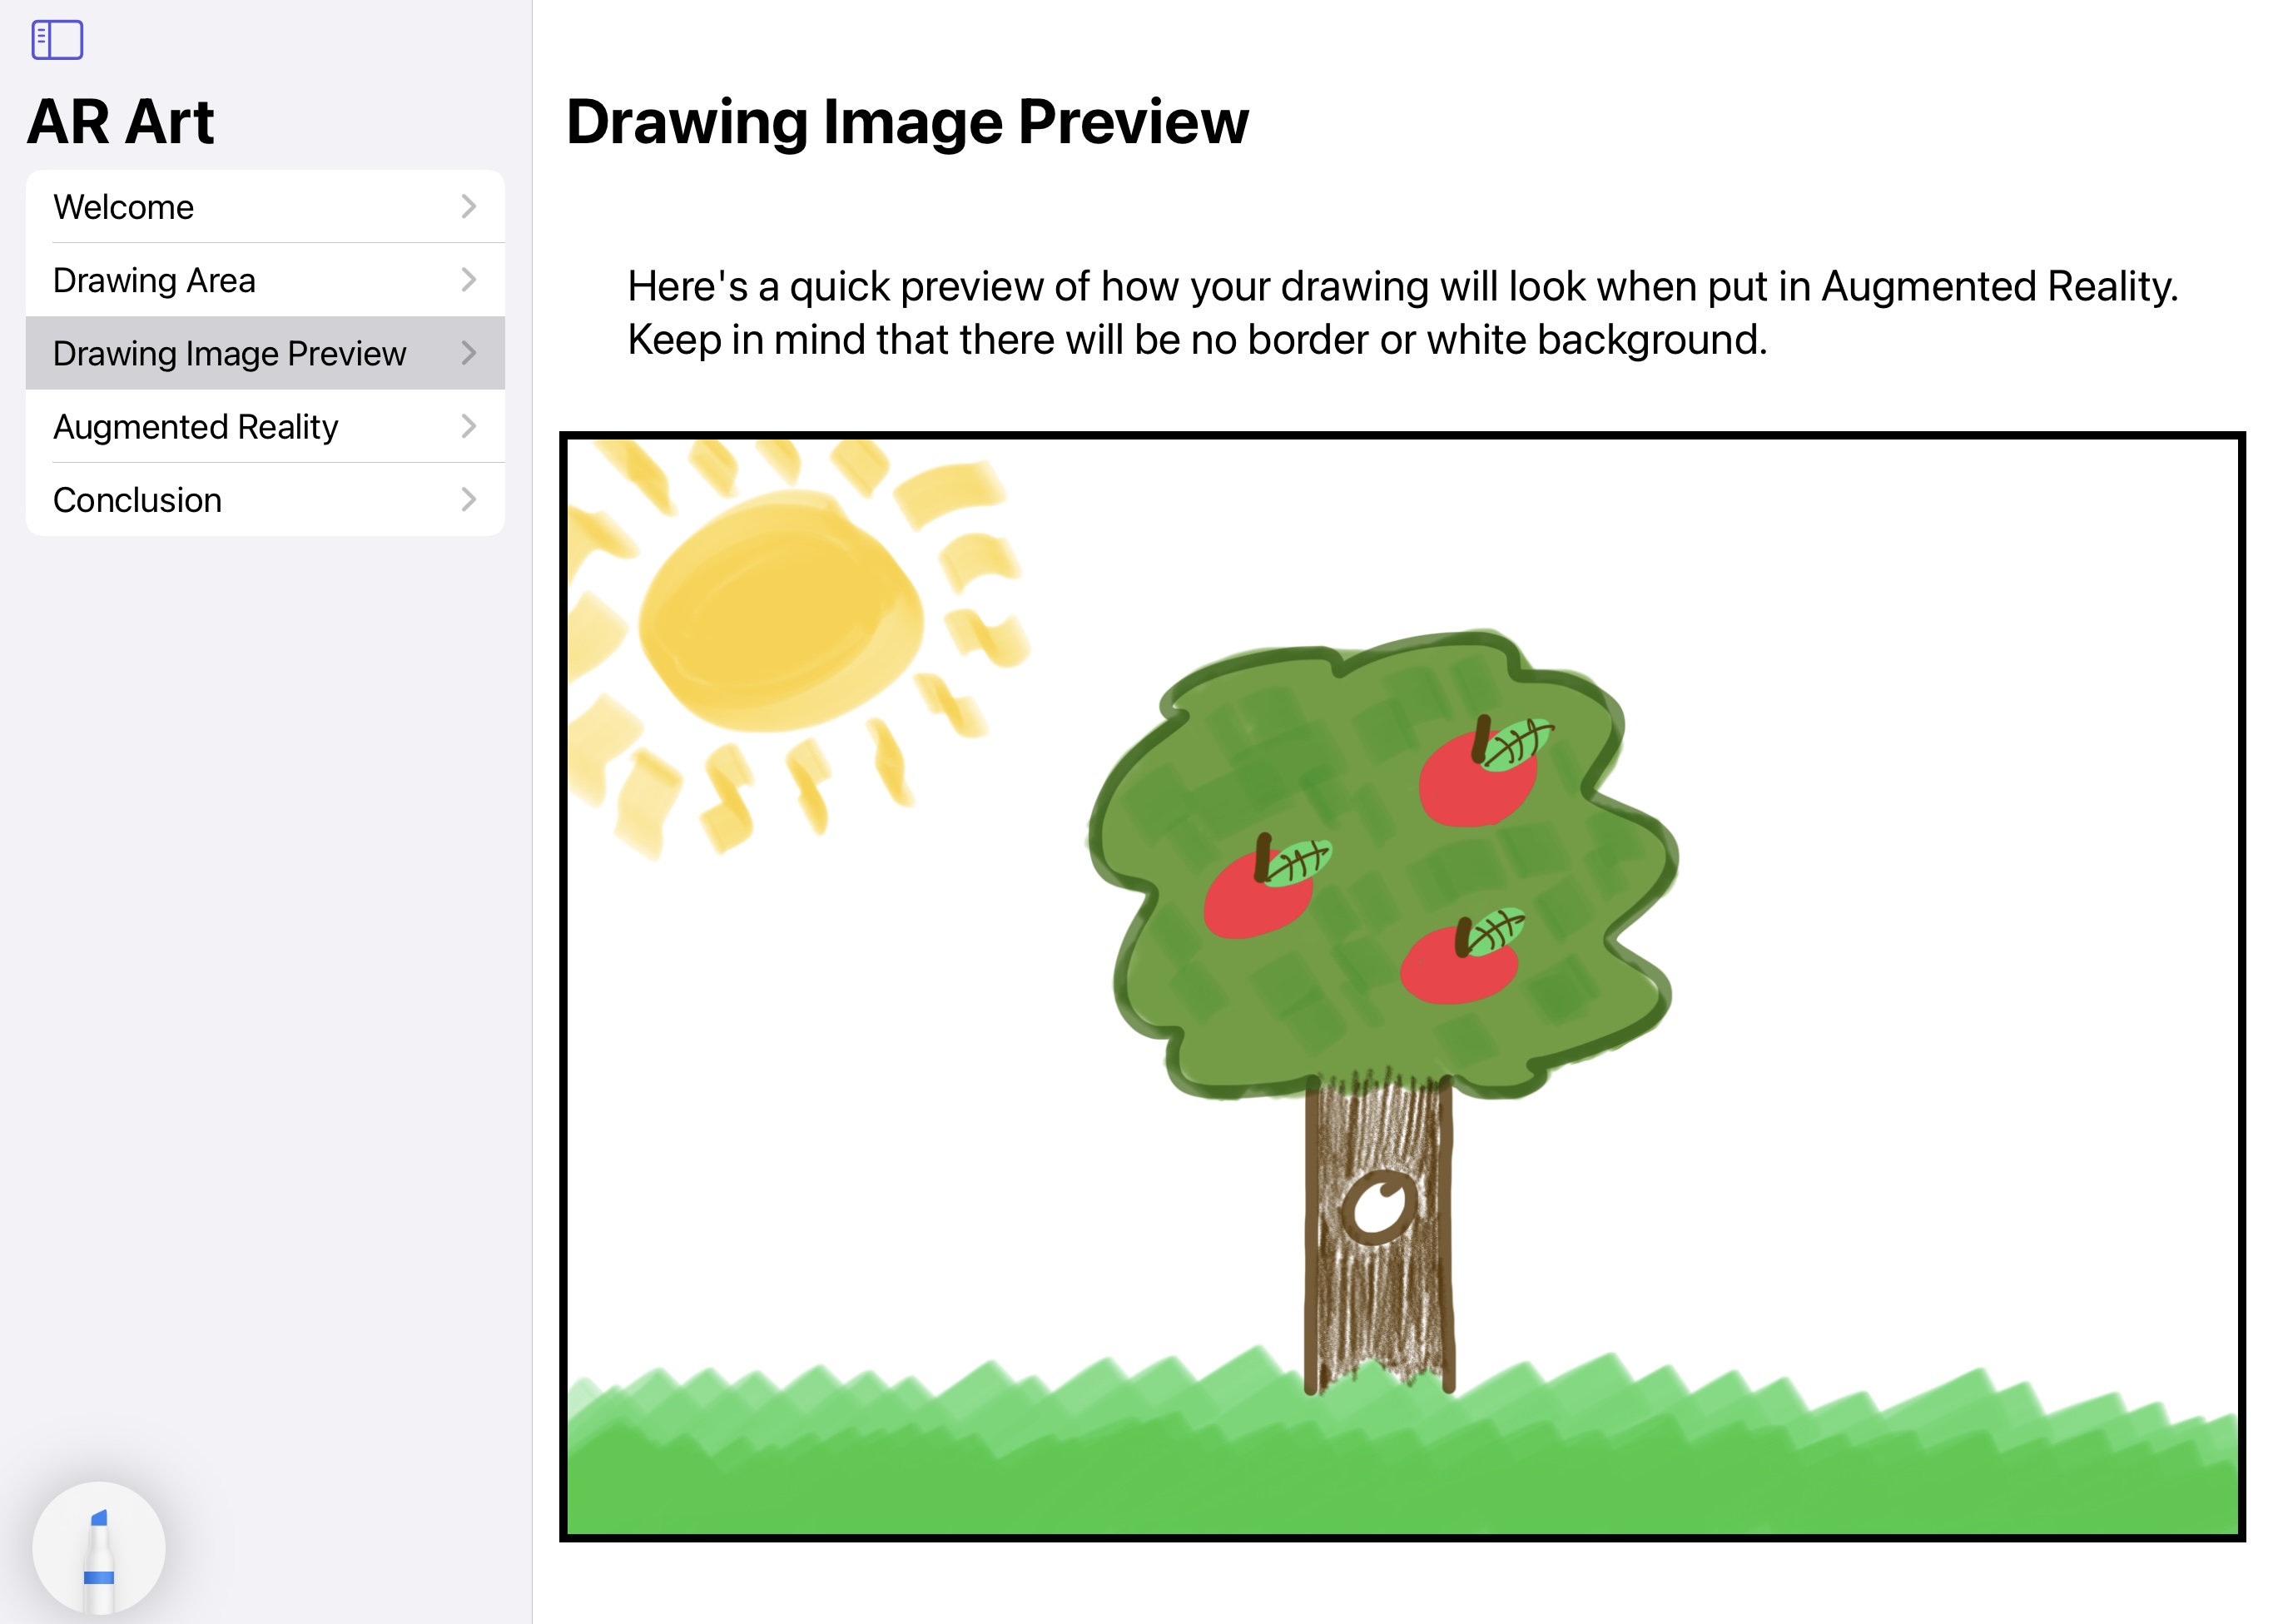 AR Art
Welcome
Drawing Area
Drawing Image Preview
Augmented Reality
Conclusion
Drawing Image Preview
Here's a quick preview of how your drawing will look when put in Augmented Reality.
Keep in mind that there will be no border or white background.